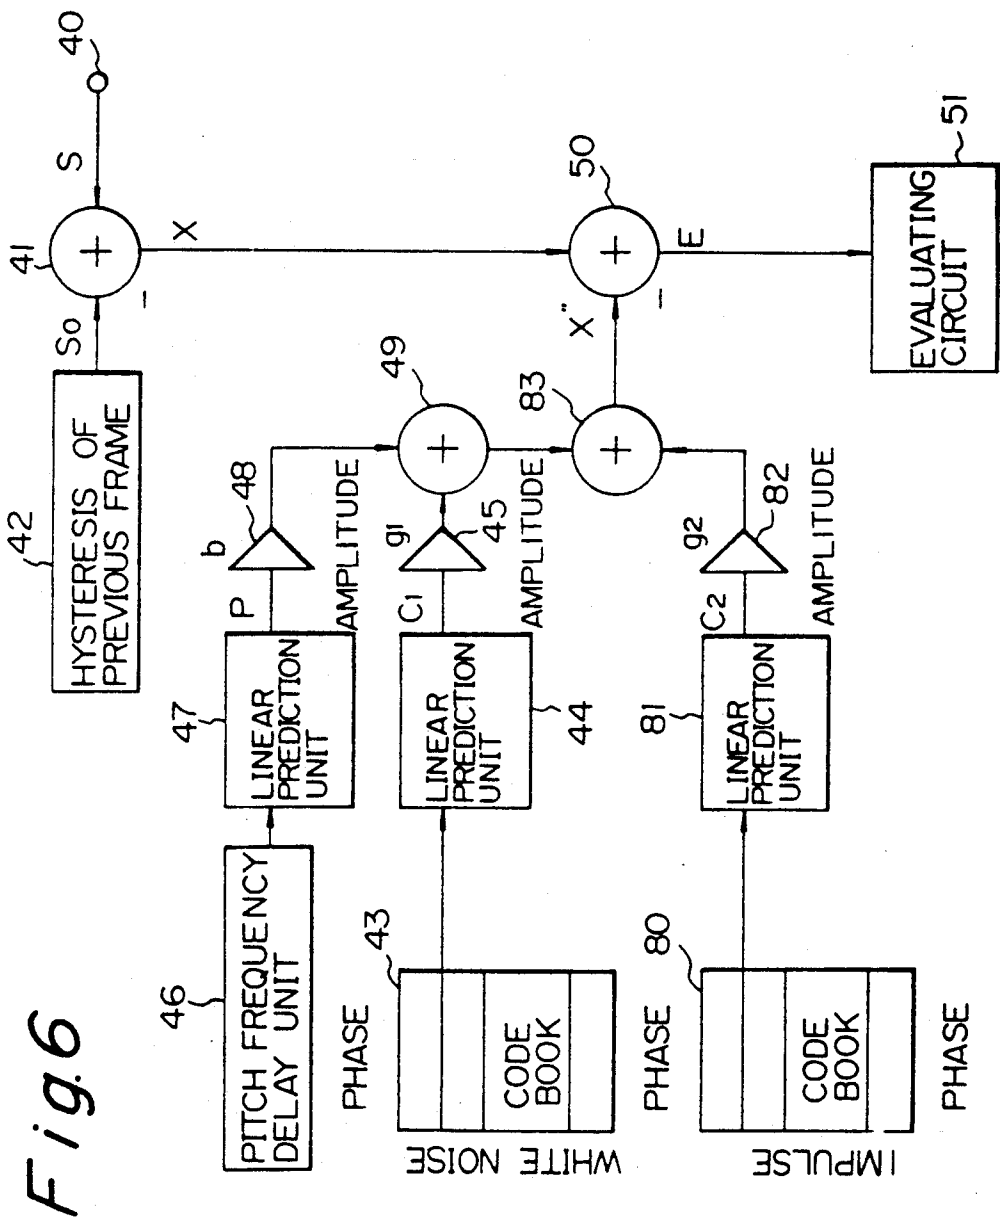 Fig.6
42
HYSTERESIS OF
PREVIOUS FRAME
So
41
+
−
S
40
X
46
PITCH FREQUENCY
DELAY UNIT
47
LINEAR
PREDICTION
UNIT
P
b
48
AMPLITUDE
PHASE
43
CODE
BOOK
WHITE NOISE
PHASE
LINEAR
PREDICTION
UNIT
44
C1
g1
45
AMPLITUDE
49
+
80
CODE
BOOK
IMPULSE
PHASE
81
LINEAR
PREDICTION
UNIT
C2
g2
82
AMPLITUDE
83
+
X"
50
+
−
E
EVALUATING
CIRCUIT
51